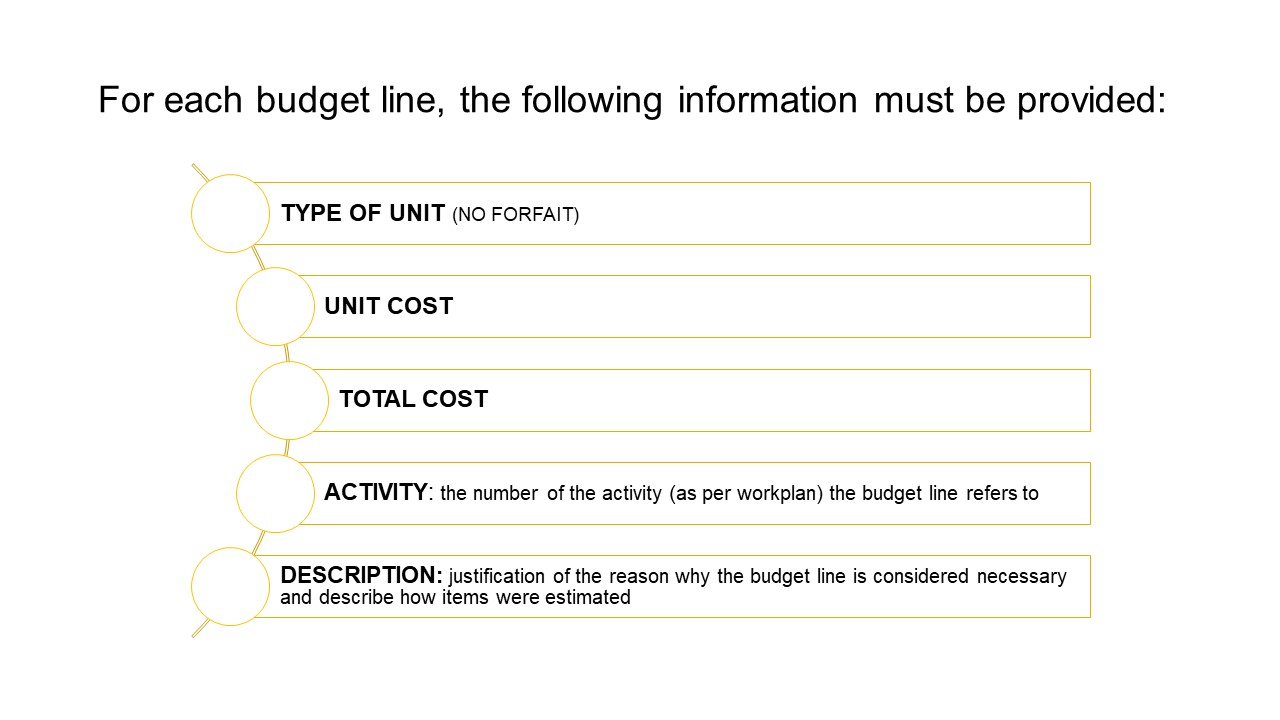 For each budget line, the following information must be provided:
TYPE OF UNIT (NO FORFAIT)
UNIT COST
TOTAL COST
ACTIVITY: the number of the activity (as per workplan) the budget line refers to
DESCRIPTION: justification of the reason why the budget line is considered necessary
and describe how items were estimated